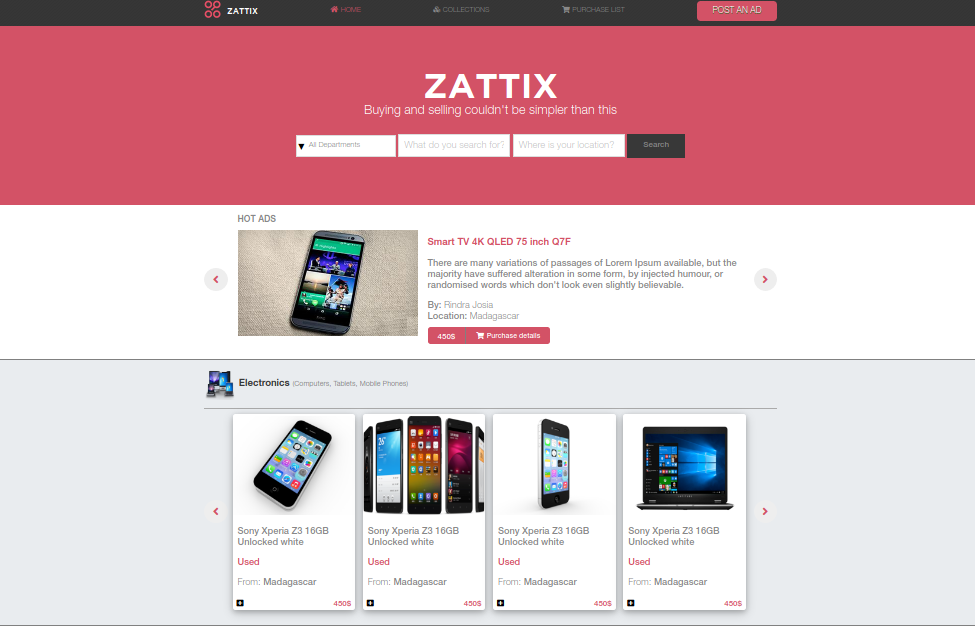 ZATTIX
HOME
COLLECTIONS
PURCHASE LIST
POST AN AD
ZATTIX
Buying and selling couldn't be simpler than this
All Departments
What do you search for?
Where is your location?
Search
HOT ADS
Smart TV 4K QLED 75 inch Q7F
There are many variations of passages of Lorem Ipsum available, but the
majority have suffered alteration in some form, by injected humour, or
randomised words which don't look even slightly believable.
By: Rindra Josia
Location: Madagascar
450$
Purchase details
Electronics (Computers, Tablets, Mobile Phones)
Sony Xperia Z3 16GB
Unlocked white
Used
From: Madagascar
450$
Sony Xperia Z3 16GB
Unlocked white
Used
From: Madagascar
450$
Sony Xperia Z3 16GB
Unlocked white
Used
From: Madagascar
450$
Sony Xperia Z3 16GB
Unlocked white
Used
From: Madagascar
450$